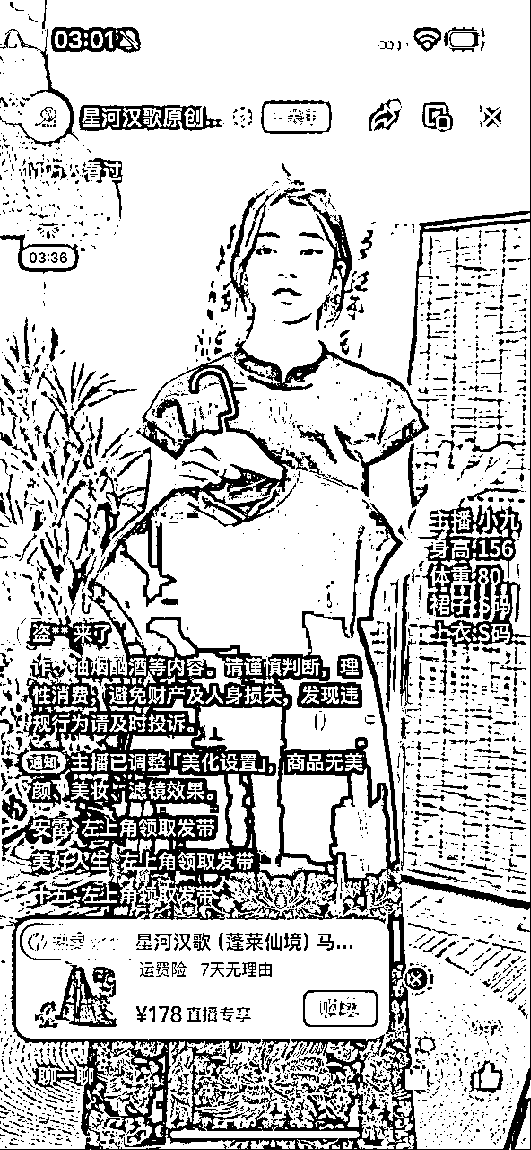 03:01
星河汉歌原创...
看过
03:36
主播:小九
身高:156
体重:80
裙子:S码
上衣:S码
来了
诈、油烟、酒等内容。请谨慎判断，理
性消费，避免财产及人身损失，发现违
规行为请及时投诉。
通知 主播已调整「美化设置」，商品无美
颜、美妆、滤镜效果。
左上角领取发带
美好人生 左上角领取发带
左上角领取发带
星河汉歌（蓬莱仙境）马...
运费险 7天无理由
¥178 直播专享
聊一聊